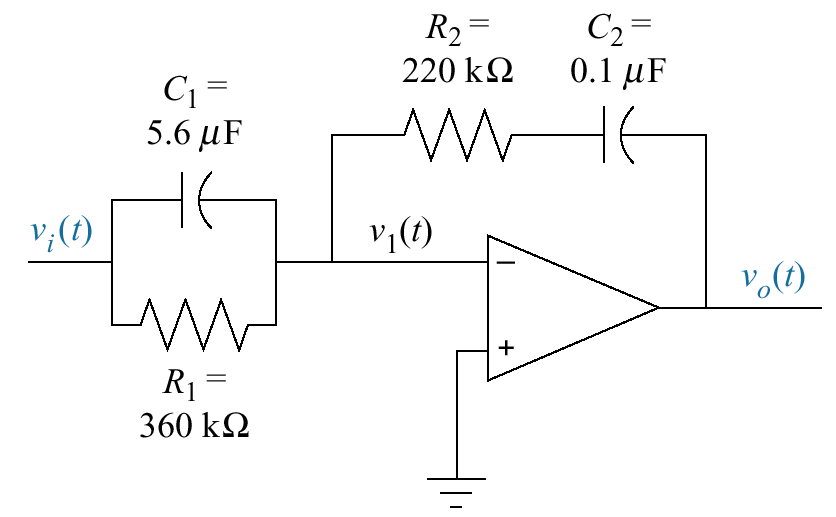 R₂ =
220 kΩ
C₂ =
0.1 μF
C₁ =
5.6 μF
vᵢ(t)
v₁(t)
−
vₒ(t)
+
R₁ =
360 kΩ